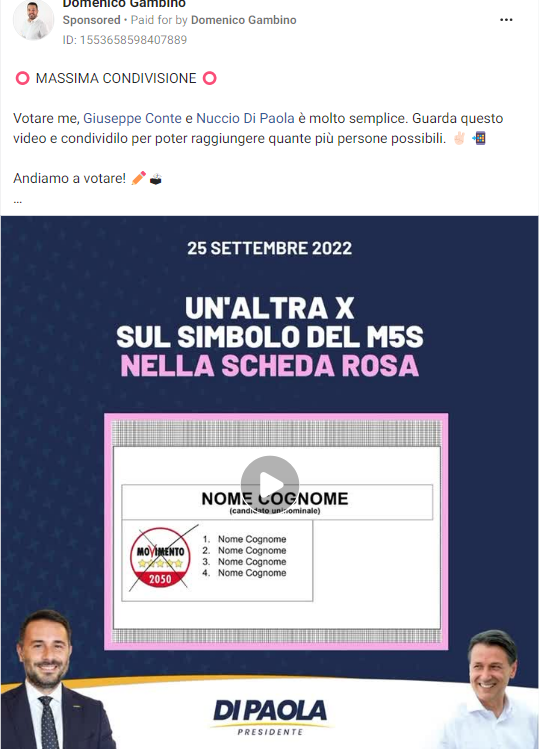 Domenico Gambino
Sponsored • Paid for by Domenico Gambino
ID: 1553658598407889
⭕ MASSIMA CONDIVISIONE ⭕
Votare me, Giuseppe Conte e Nuccio Di Paola è molto semplice. Guarda questo
video e condividilo per poter raggiungere quante più persone possibili. ✌🏻 📲
Andiamo a votare! ✏️ 🗳️
...
25 SETTEMBRE 2022
UN'ALTRA X
SUL SIMBOLO DEL M5S
NELLA SCHEDA ROSA
NOME COGNOME
(candidato uninominale)
MOVIMENTO
2050
1. Nome Cognome
2. Nome Cognome
3. Nome Cognome
4. Nome Cognome
DI PAOLA
PRESIDENTE